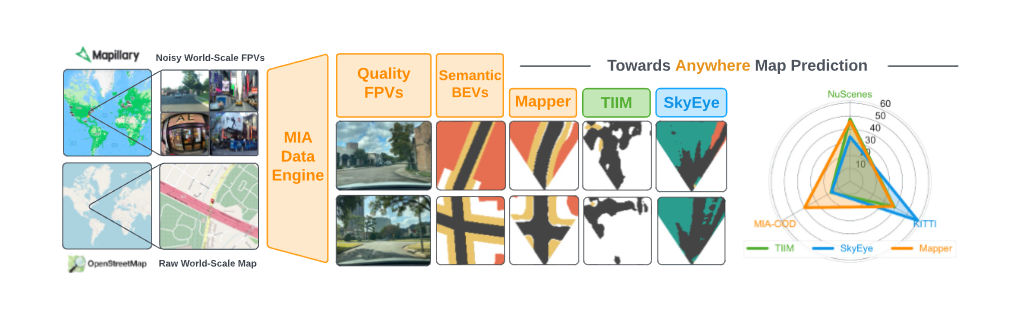 Mapillary
Noisy World-Scale FPVs
MIA
Data
Engine
OpenStreetMap
Raw World-Scale Map
Quality
FPVs
Semantic
BEVs
Towards Anywhere Map Prediction
Mapper
TIIM
SkyEye
NuScenes
60
50
40
30
10
MIA-OOD
KITTI
TIIM
SkyEye
Mapper